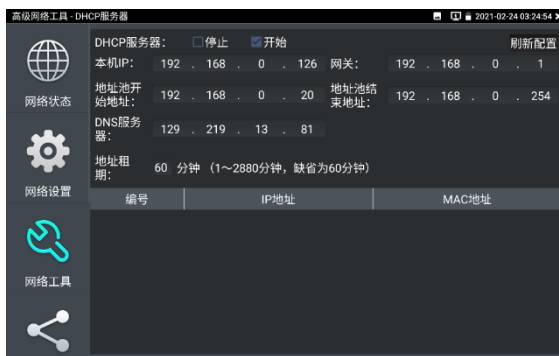 高级网络工具 - DHCP服务器
2021-02-24 03:24:54
DHCP服务器： 停止 开始 刷新配置
本机IP： 192 . 168 . 0 . 126 网关： 192 . 168 . 0 . 1
地址池开始地址： 192 . 168 . 0 . 20 地址池结束地址： 192 . 168 . 0 . 254
DNS服务器： 129 . 219 . 13 . 81
地址租期： 60 分钟 （1～2880分钟，缺省为60分钟）
编号 IP地址 MAC地址
网络状态
网络设置
网络工具